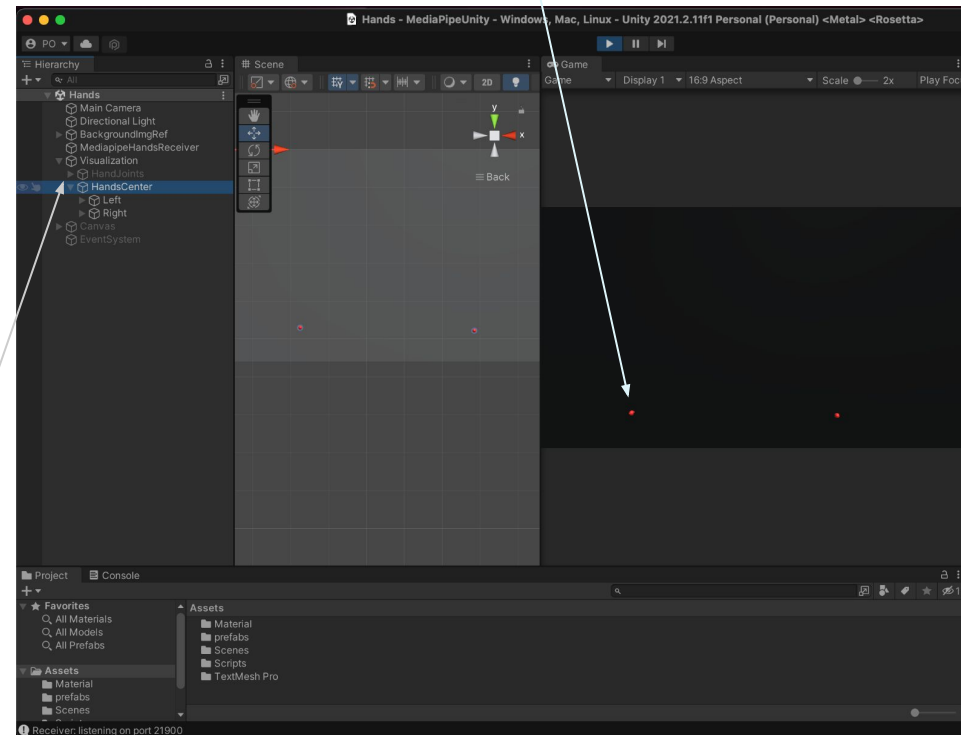 Hands - MediaPipeUnity - Windows, Mac, Linux - Unity 2021.2.11f1 Personal (Personal) <Metal> <Rosetta>
PO
Hierarchy
Scene
Game
All
2D
Game
Display 1
16:9 Aspect
Scale
2x
Play Foc
Hands
Main Camera
Directional Light
BackgroundImgRef
MediapipeHandsReceiver
Visualization
HandJoints
HandsCenter
Left
Right
Canvas
EventSystem
y
x
Back
Project
Console
Favorites
All Materials
All Models
All Prefabs
Assets
Material
prefabs
Scenes
Assets
Material
prefabs
Scenes
Scripts
TextMesh Pro
Receiver: listening on port 21900